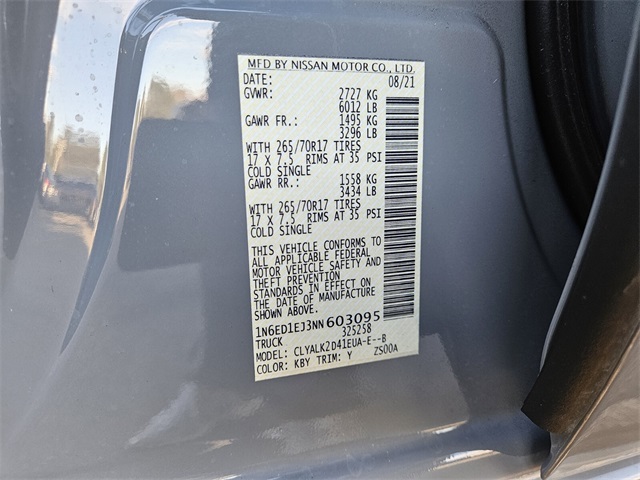 MFD BY NISSAN MOTOR CO., LTD.
DATE: 08/21
GVWR: 2727 KG
6012 LB
GAWR FR.: 1495 KG
3296 LB
WITH 265/70R17 TIRES
17 X 7.5 RIMS AT 35 PSI
COLD SINGLE
GAWR RR.: 1558 KG
3434 LB
WITH 265/70R17 TIRES
17 X 7.5 RIMS AT 35 PSI
COLD SINGLE
THIS VEHICLE CONFORMS TO
ALL APPLICABLE FEDERAL
MOTOR VEHICLE SAFETY AND
THEFT PREVENTION
STANDARDS IN EFFECT ON
THE DATE OF MANUFACTURE
SHOWN ABOVE.
1N6ED1EJ3NN603095
TRUCK 325258
MODEL: CLYALK2D41EUA-E--B
COLOR: KBY TRIM: Y ZS00A